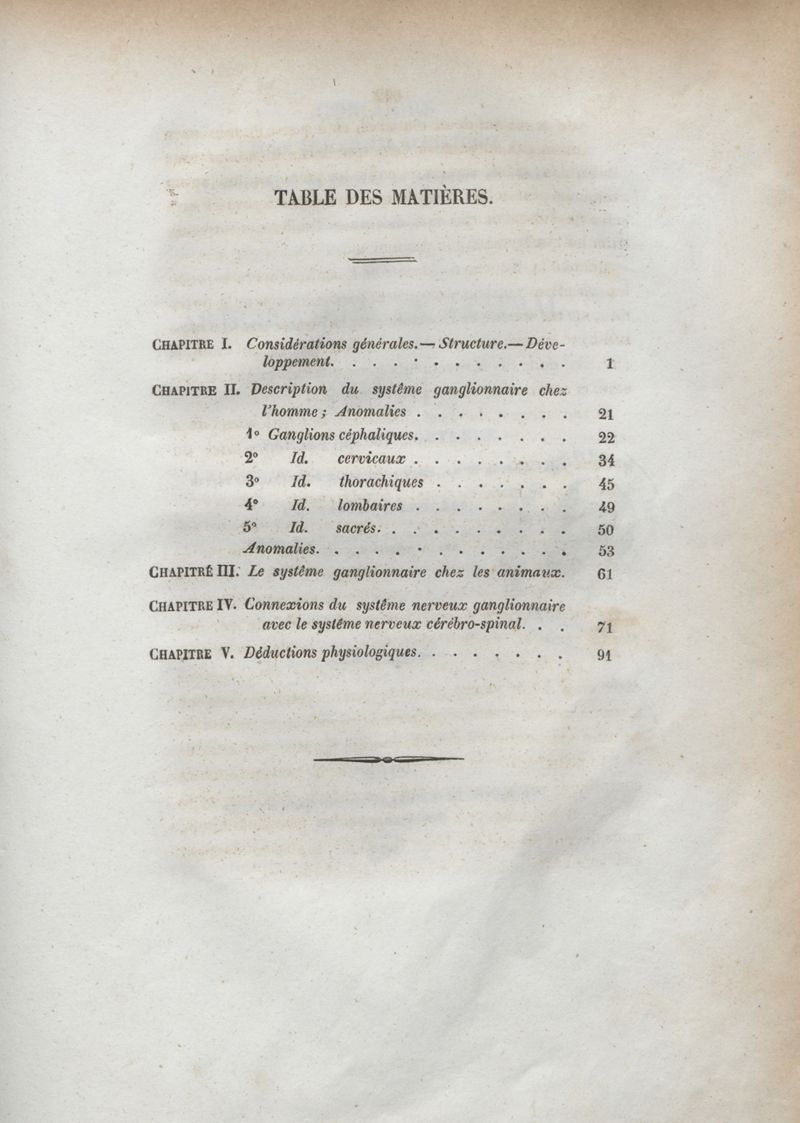 TABLE DES MATIÈRES.
CHAPITRE I. Considérations générales.— Structure.— Déve-
loppement. . . . . . . . . . . . 1
CHAPITRE II. Description du système ganglionnaire chez
l'homme ; Anomalies . . . . . . . . 21
1° Ganglions céphaliques. . . . . . . . 22
2° Id. cervicaux . . . . . . . . 34
3° Id. thorachiques . . . . . . . 45
4° Id. lombaires . . . . . . . . 49
5° Id. sacrés. . . . . . . . . . 50
Anomalies. . . . . . . . . . . . . 53
CHAPITRE III. Le système ganglionnaire chez les animaux. 61
CHAPITRE IV. Connexions du système nerveux ganglionnaire
avec le système nerveux cérébro-spinal. . . 71
CHAPITRE V. Déductions physiologiques. . . . . . . . 91